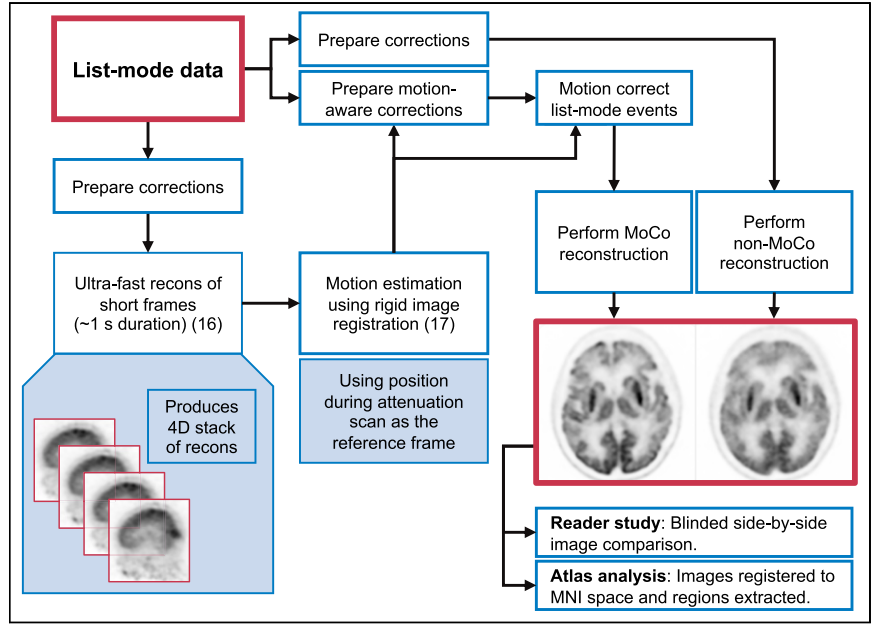 List-mode data
Prepare corrections
Prepare motion-
aware corrections
Motion correct
list-mode events
Prepare corrections
Perform MoCo
reconstruction
Perform
non-MoCo
reconstruction
Ultra-fast recons of
short frames
(~1 s duration) (16)
Motion estimation
using rigid image
registration (17)
Using position
during attenuation
scan as the
reference frame
Produces
4D stack
of recons
Reader study: Blinded side-by-side
image comparison.
Atlas analysis: Images registered to
MNI space and regions extracted.